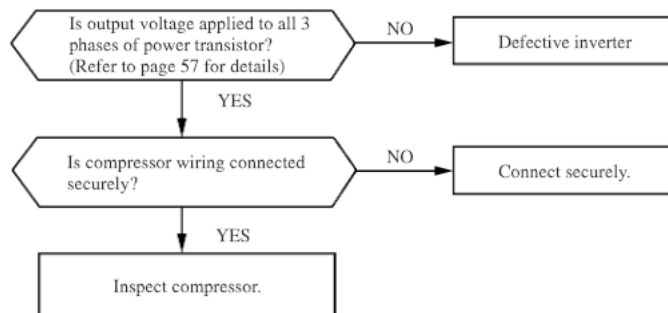 Is output voltage applied to all 3
phases of power transistor?
(Refer to page 57 for details)
NO
Defective inverter
YES
Is compressor wiring connected
securely?
NO
Connect securely.
YES
Inspect compressor.